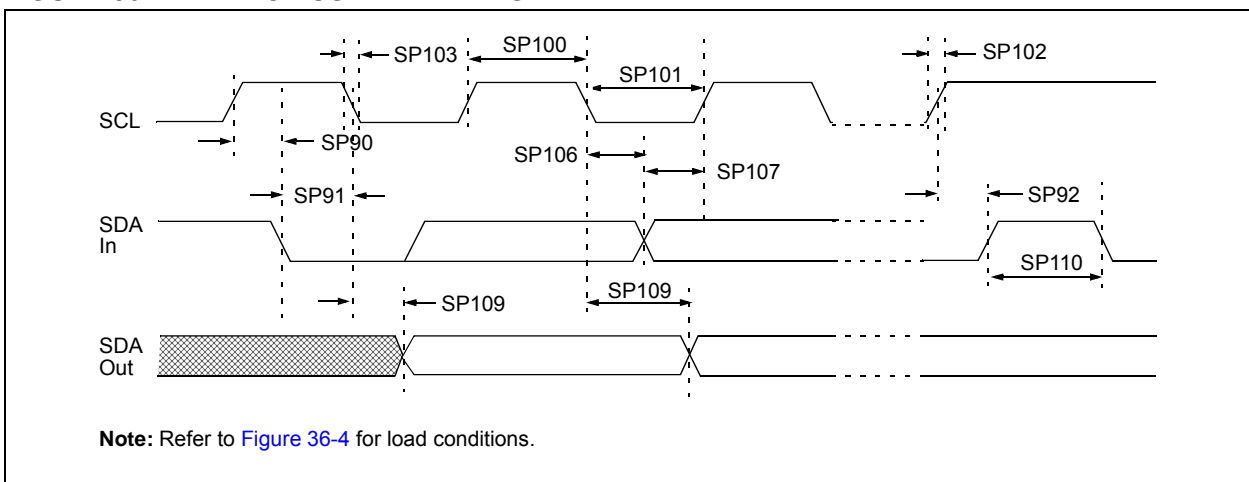 SP103
SP100
SP101
SP102
SCL
SP90
SP106
SP107
SP91
SP92
SDA
In
SP110
SP109
SP109
SDA
Out
Note: Refer to Figure 36-4 for load conditions.